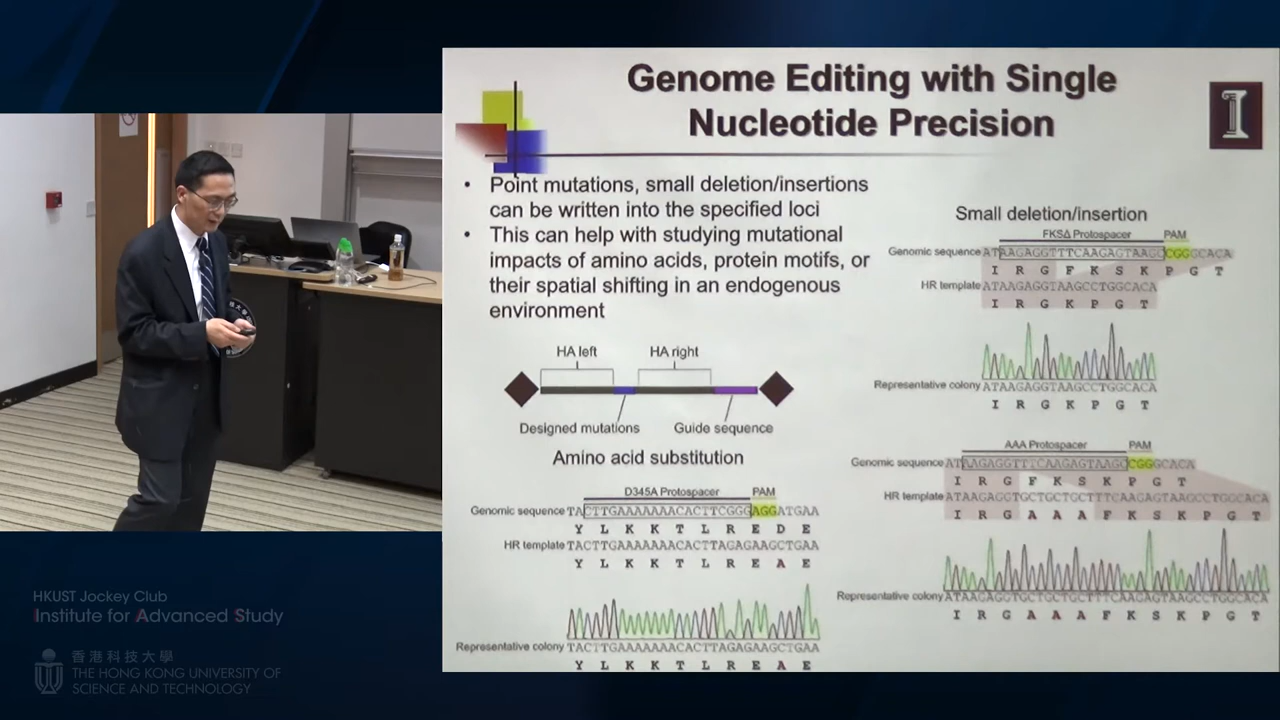 Genome Editing with Single
Nucleotide Precision
I
• Point mutations, small deletion/insertions
can be written into the specified loci
• This can help with studying mutational
impacts of amino acids, protein motifs, or
their spatial shifting in an endogenous
environment
HA left
HA right
Designed mutations
Guide sequence
Amino acid substitution
D345A Protospacer
PAM
Genomic sequence TACTTGAAAAAAACACTTCGGGAGGATGAA
Y L K K T L R E D E
HR template TACTTGAAAAAAACACTTAGAGAAGCTGAA
Y L K K T L R E A E
Representative colony TACTTGAAAAAAACACTTAGAGAAGCTGAA
Y L K K T L R E A E
Small deletion/insertion
FKSΔ Protospacer
PAM
Genomic sequence ATAAGAGGTTTCAAGAGTAAGCCGGGCACA
I R G F K S K P G T
HR template ATAAGAGGTAAGCCTGGCACA
I R G K P G T
Representative colony ATAAGAGGTAAGCCTGGCACA
I R G K P G T
AAA Protospacer
PAM
Genomic sequence ATAAGAGGTTTCAAGAGTAAGCCGGGCACA
I R G F K S K P G T
HR template ATAAGAGGTGCTGCTGCTTTCAAGAGTAAGCCTGGCACA
I R G A A A F K S K P G T
Representative colony ATAAGAGGTGCTGCTGCTTTCAAGAGTAAGCCTGGCACA
I R G A A A F K S K P G T
HKUST Jockey Club
Institute for Advanced Study
香港科技大學
THE HONG KONG UNIVERSITY OF
SCIENCE AND TECHNOLOGY